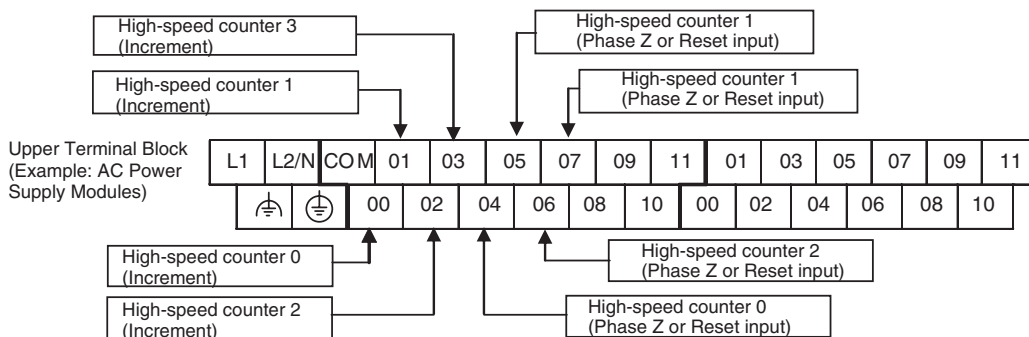 High-speed counter 3
(Increment)
High-speed counter 1
(Phase Z or Reset input)
High-speed counter 1
(Increment)
High-speed counter 1
(Phase Z or Reset input)
Upper Terminal Block
(Example: AC Power
Supply Modules)
L1 L2/N COM 01 03 05 07 09 11 01 03 05 07 09 11
00 02 04 06 08 10 00 02 04 06 08 10
High-speed counter 0
(Increment)
High-speed counter 2
(Phase Z or Reset input)
High-speed counter 2
(Increment)
High-speed counter 0
(Phase Z or Reset input)